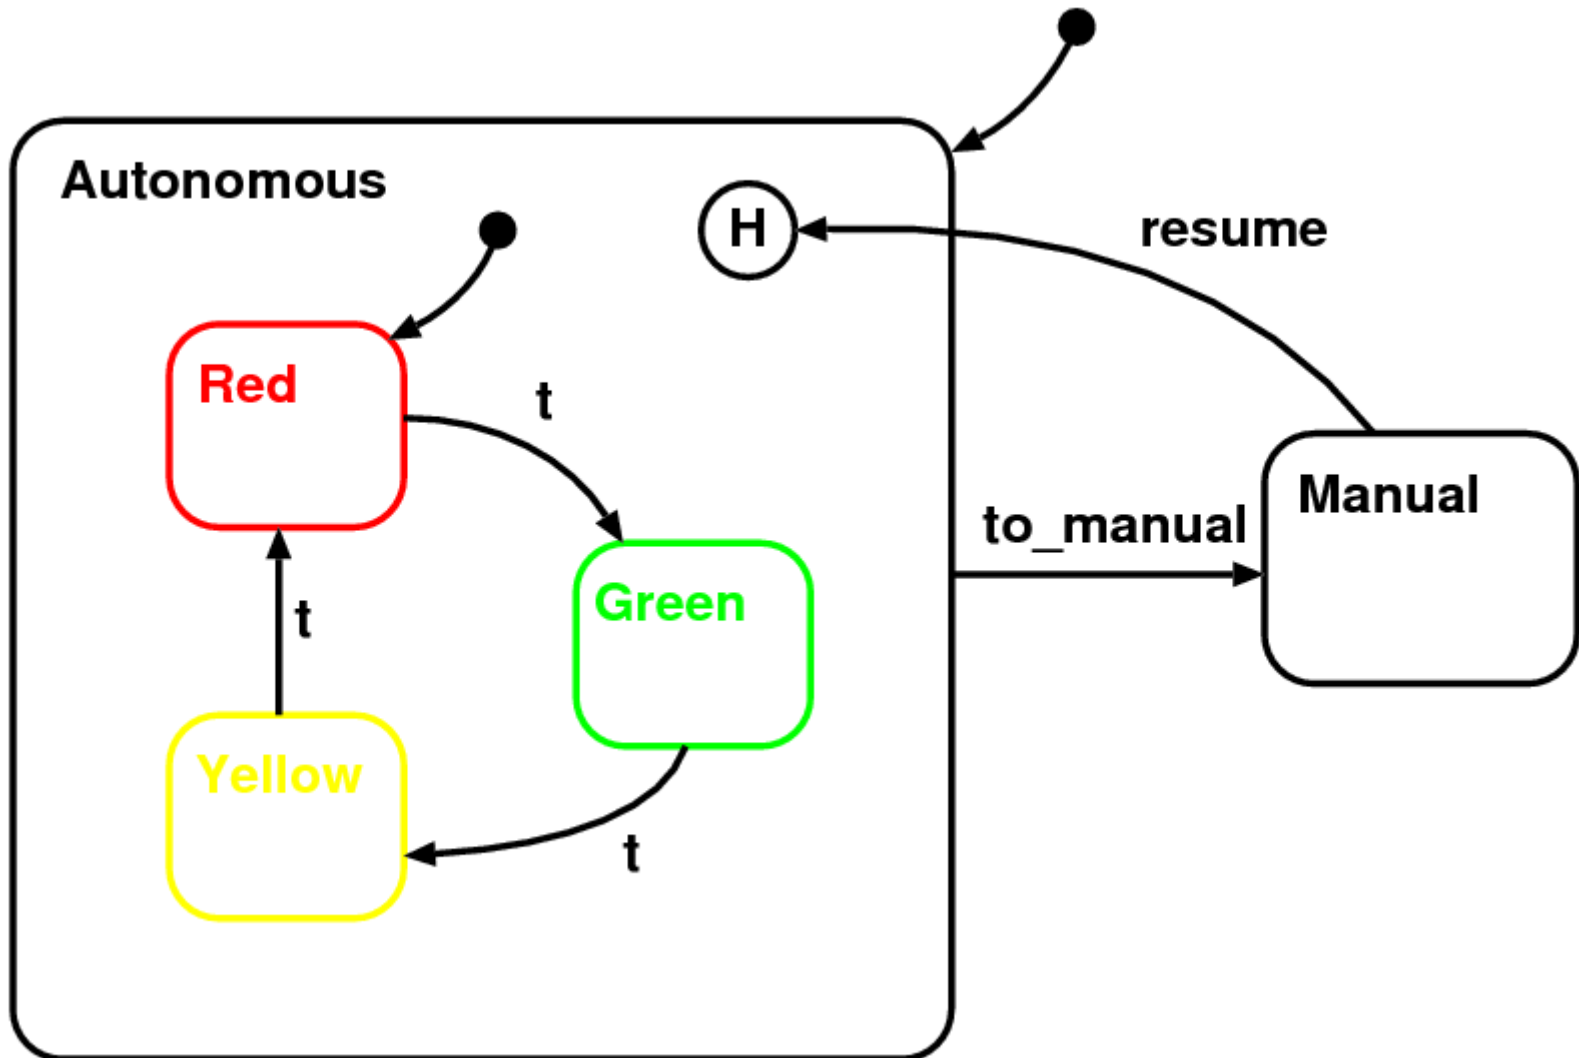 Autonomous
H
resume
Red
t
Manual
to_manual
Green
t
Yellow
t